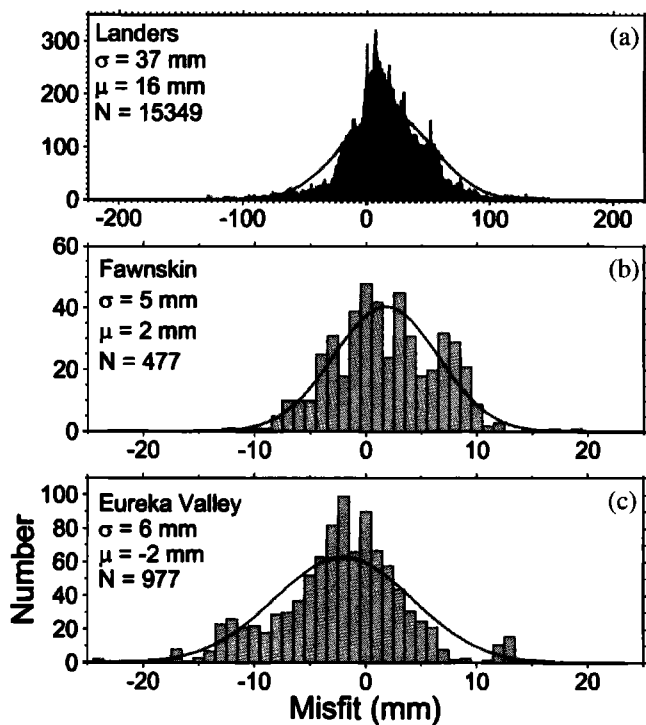 Landers
σ = 37 mm
μ = 16 mm
N = 15349
(a)
300
200
100
0
-200 -100 0 100 200
Fawnskin
σ = 5 mm
μ = 2 mm
N = 477
(b)
60
40
20
0
-20 -10 0 10 20
Eureka Valley
σ = 6 mm
μ = -2 mm
N = 977
(c)
100
80
60
40
20
0
-20 -10 0 10 20
Number
Misfit (mm)